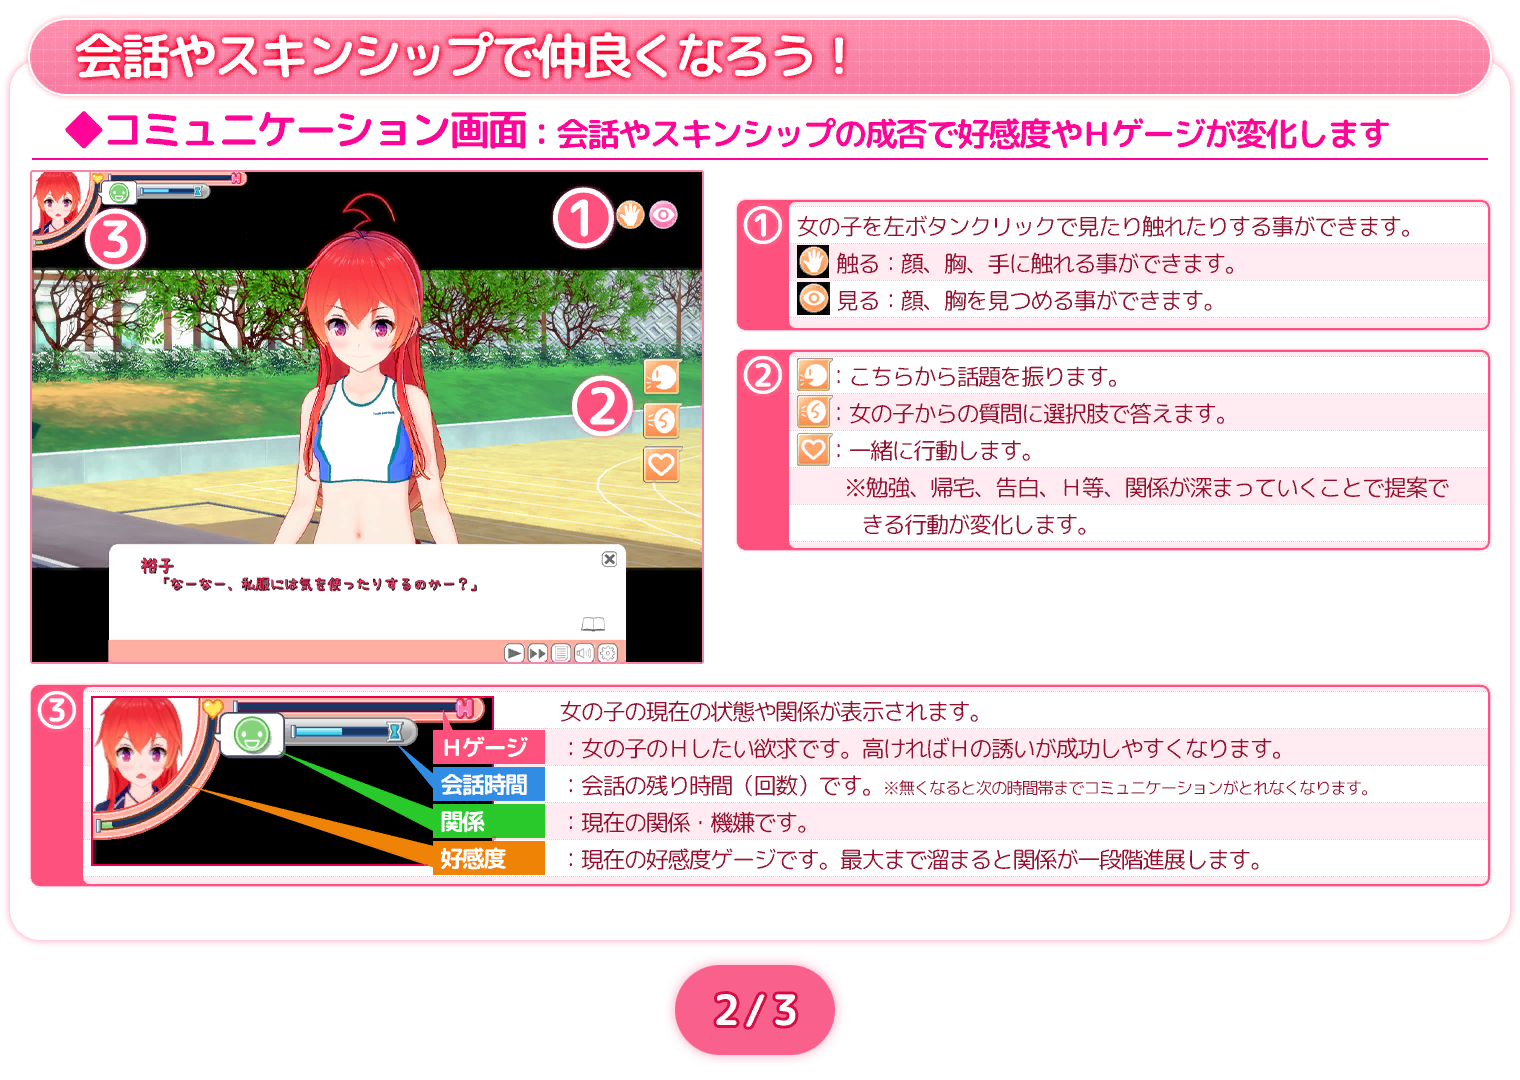 会話やスキンシップで仲良くなろう！
◆コミュニケーション画面：会話やスキンシップの成否で好感度やHゲージが変化します
H
3
1
2
裕子
「なーなー、私服には気を使ったりするのかー？」
1
女の子を左ボタンクリックで見たり触れたりする事ができます。
触る：顔、胸、手に触れる事ができます。
見る：顔、胸を見つめる事ができます。
2
：こちらから話題を振ります。
：女の子からの質問に選択肢で答えます。
：一緒に行動します。
※勉強、帰宅、告白、H等、関係が深まっていくことで提案で
きる行動が変化します。
3
H
女の子の現在の状態や関係が表示されます。
Hゲージ ：女の子のHしたい欲求です。高ければHの誘いが成功しやすくなります。
会話時間 ：会話の残り時間（回数）です。※無くなると次の時間帯までコミュニケーションがとれなくなります。
関係 ：現在の関係・機嫌です。
好感度 ：現在の好感度ゲージです。最大まで溜まると関係が一段階進展します。
2/3